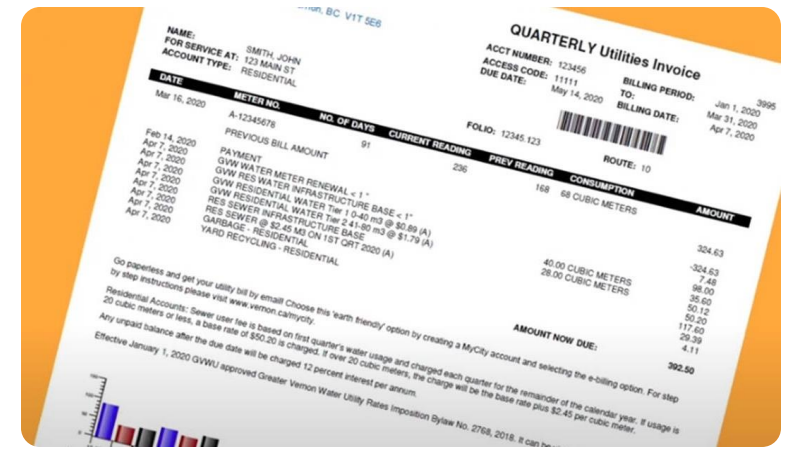 BC V1T 5E6
QUARTERLY Utilities Invoice
NAME: SMITH, JOHN
FOR SERVICE AT: 123 MAIN ST
ACCOUNT TYPE: RESIDENTIAL
ACCT NUMBER: 123456
ACCESS CODE: 11111
DUE DATE: May 14, 2020
3995
BILLING PERIOD: Jan 1, 2020
TO: Mar 31, 2020
BILLING DATE: Apr 7, 2020
FOLIO: 12345.123
ROUTE: 10
DATE METER NO. NO. OF DAYS CURRENT READING PREV READING CONSUMPTION AMOUNT
Mar 16, 2020 A-12345678 91 236 168 68 CUBIC METERS
PREVIOUS BILL AMOUNT 324.63
Feb 14, 2020 PAYMENT -324.63
Apr 7, 2020 GVW WATER METER RENEWAL < 1" 7.48
Apr 7, 2020 GVW RES WATER INFRASTRUCTURE BASE < 1" 98.00
Apr 7, 2020 GVW RESIDENTIAL WATER Tier 1 0-40 m3 @ $0.89 (A) 40.00 CUBIC METERS 35.60
Apr 7, 2020 GVW RESIDENTIAL WATER Tier 2 41-80 m3 @ $1.79 (A) 28.00 CUBIC METERS 50.12
Apr 7, 2020 RES SEWER INFRASTRUCTURE BASE 50.20
Apr 7, 2020 RES SEWER @ $2.45 M3 ON 1ST QRT 2020 (A) 117.60
Apr 7, 2020 GARBAGE - RESIDENTIAL 29.39
Apr 7, 2020 YARD RECYCLING - RESIDENTIAL 4.11
AMOUNT NOW DUE: 392.50
Go paperless and get your utility bill by email! Choose this 'earth friendly' option by creating a MyCity account and selecting the e-billing option. For step
by step instructions please visit www.vernon.ca/mycity.
Residential Accounts: Sewer user fee is based on first quarter's water usage and charged each quarter for the remainder of the calendar year. If usage is
20 cubic meters or less, a base rate of $50.20 is charged. If over 20 cubic meters, the charge will be the base rate plus $2.45 per cubic meter.
Any unpaid balance after the due date will be charged 12 percent interest per annum.
Effective January 1, 2020 GVWU approved Greater Vernon Water Utility Rates Imposition Bylaw No. 2768, 2018. It can be